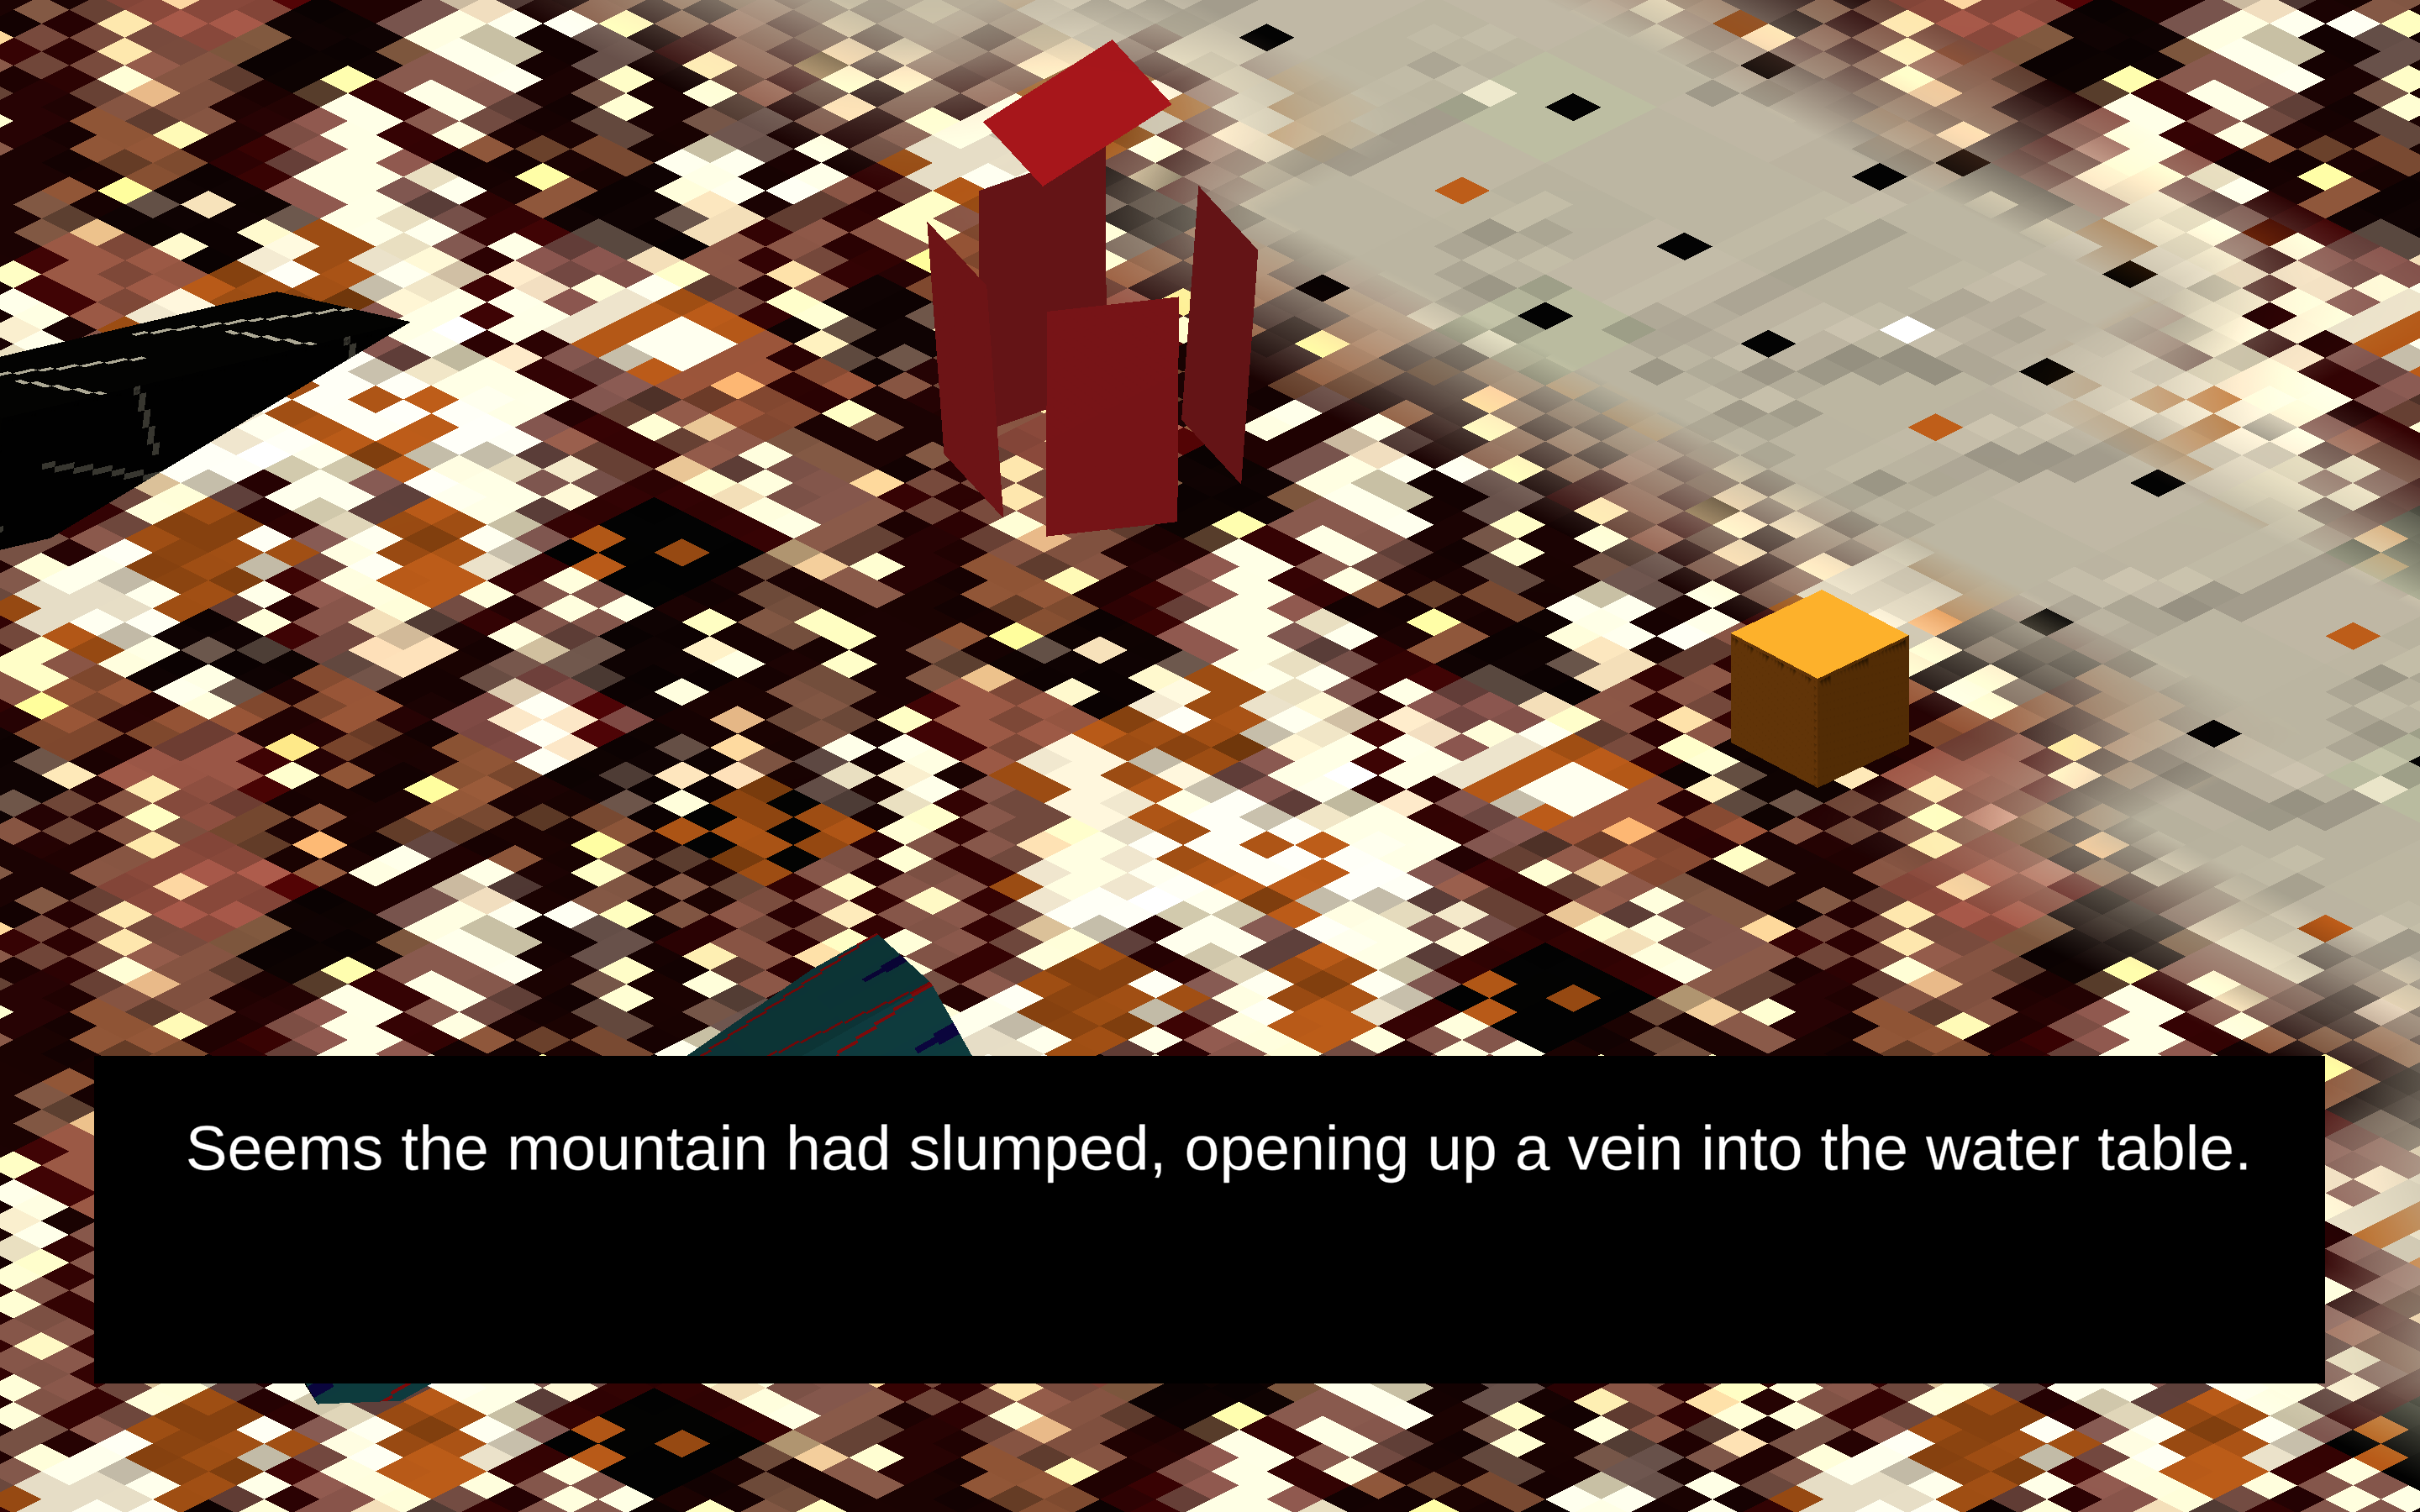 Seems the mountain had slumped, opening up a vein into the water table.